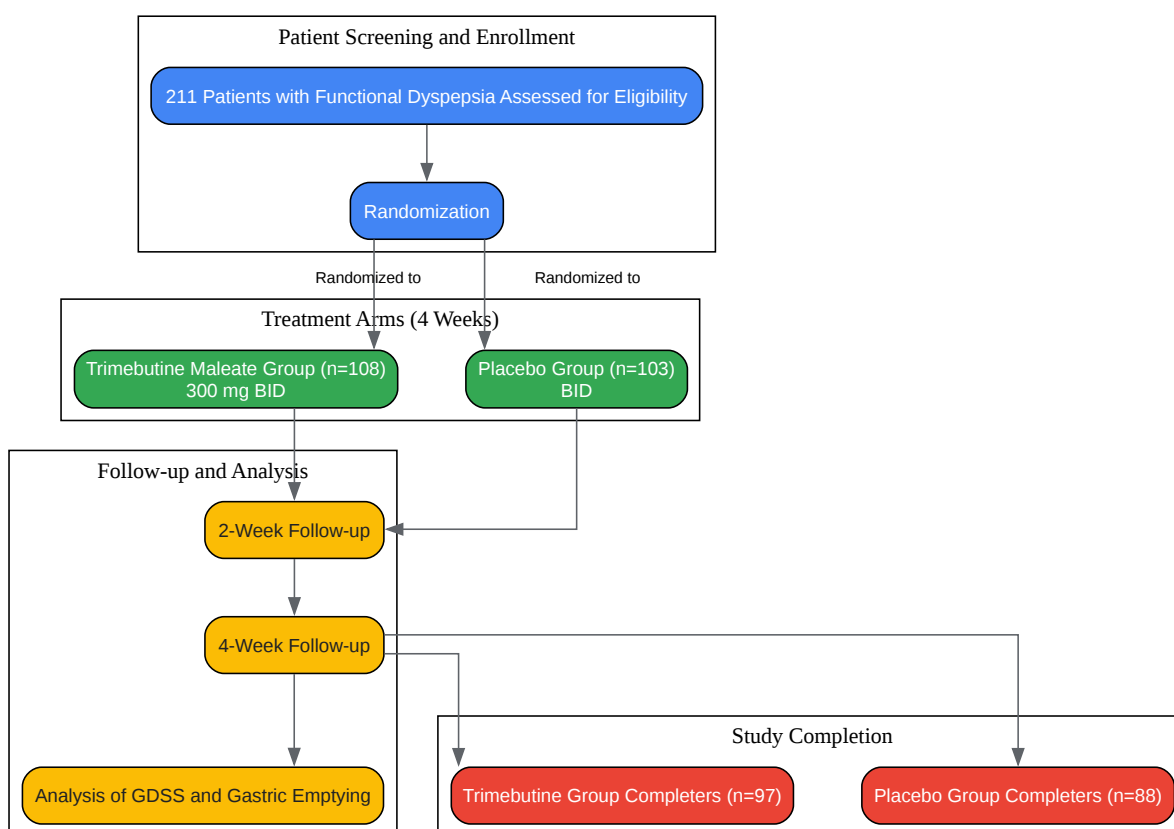 Patient Screening and Enrollment
211 Patients with Functional Dyspepsia Assessed for Eligibility
Randomization
Randomized to
Randomized to
Treatment Arms (4 Weeks)
Trimebutine Maleate Group (n=108)
300 mg BID
Placebo Group (n=103)
BID
Follow-up and Analysis
2-Week Follow-up
4-Week Follow-up
Analysis of GDSS and Gastric Emptying
Study Completion
Trimebutine Group Completers (n=97)
Placebo Group Completers (n=88)